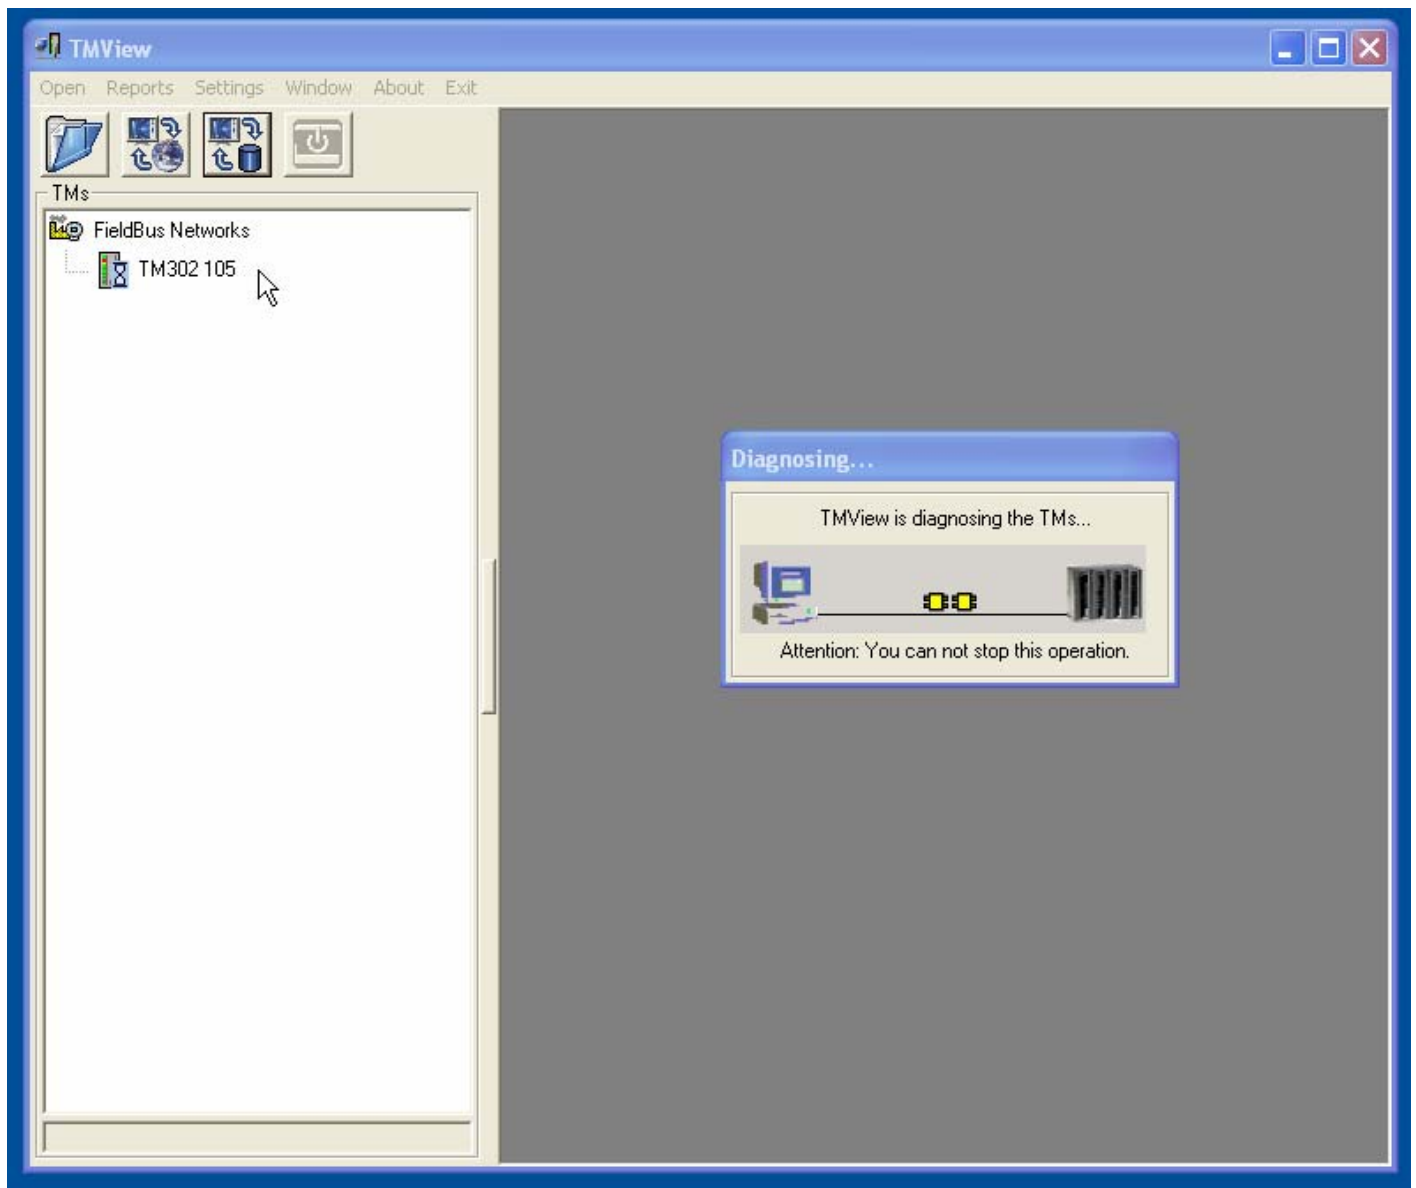 TMView
Open Reports Settings Window About Exit
TMs
FieldBus Networks
TM302 105
Diagnosing...
TMView is diagnosing the TMs...
Attention: You can not stop this operation.